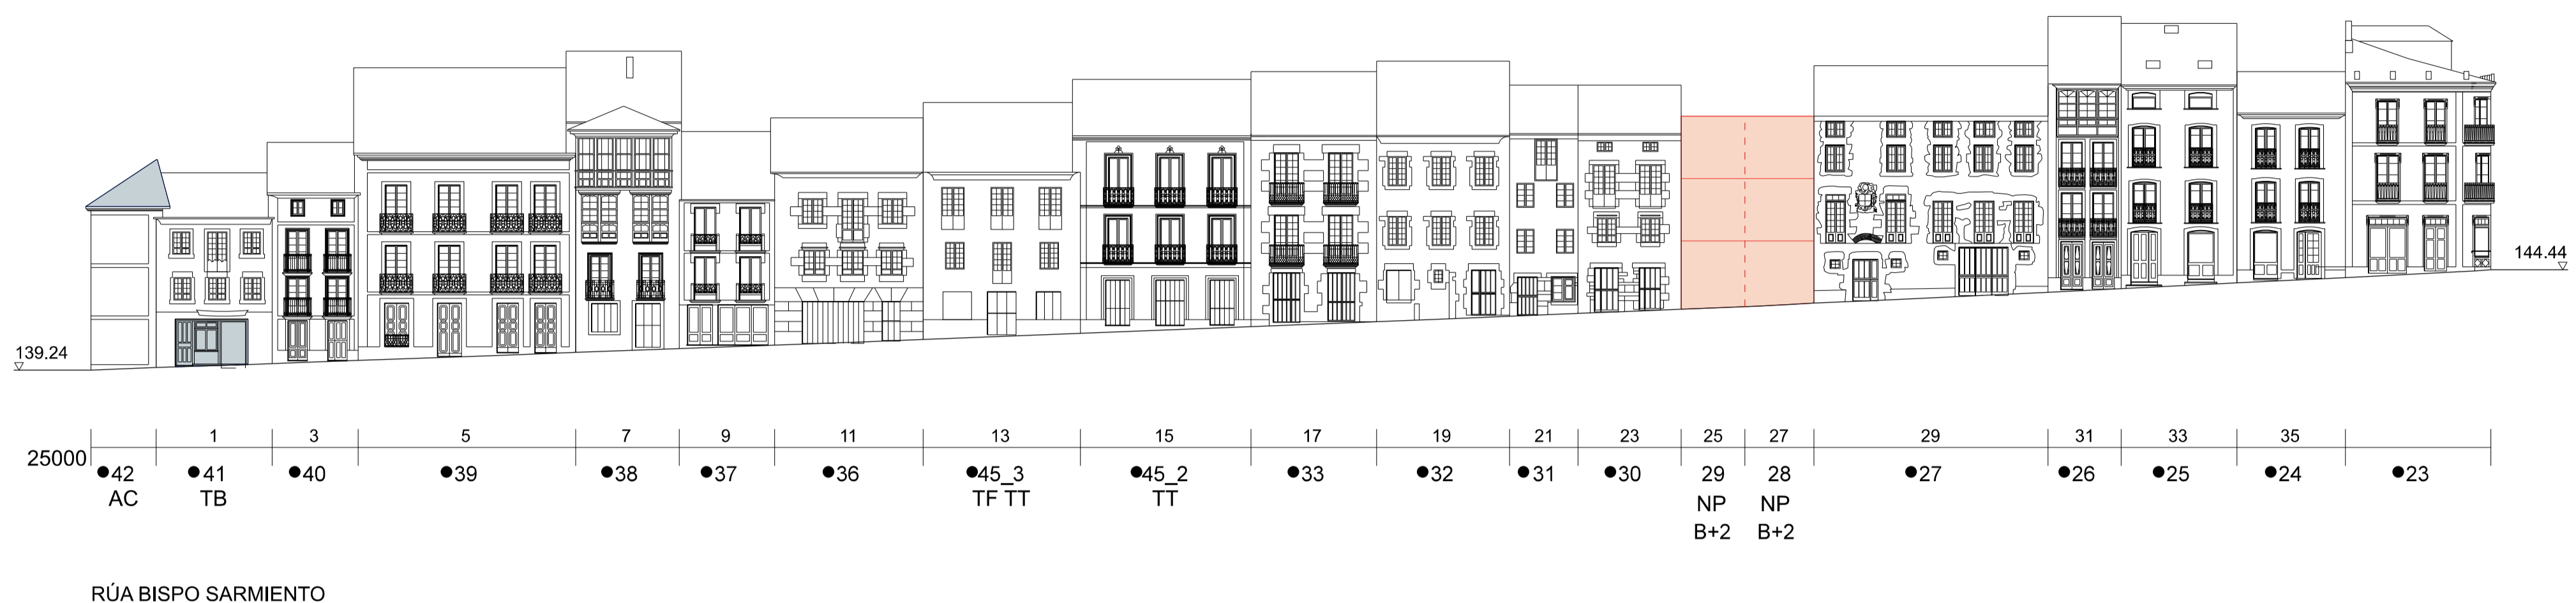 144.44
139.24
1 3 5 7 9 11 13 15 17 19 21 23 25 27 29 31 33 35
25000
42 41 40 39 38 37 36 45_3 45_2 33 32 31 30 29 28 27 26 25 24 23
AC TB TF TT TT NP NP
B+2 B+2
RÚA BISPO SARMIENTO